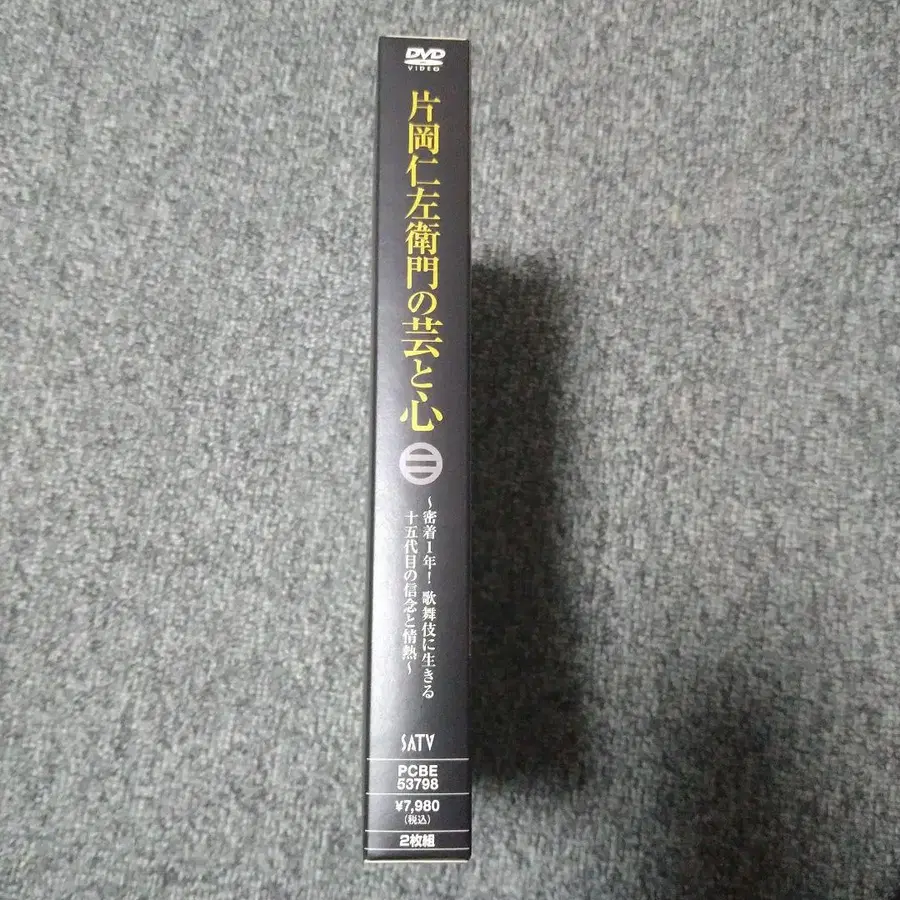 DVD
VIDEO
片岡仁左衛門の芸と心
～密着1年!歌舞伎に生きる
十五代目の信念と情熱～
SATV
PCBE
53798
¥7,980
(税込)
2枚組